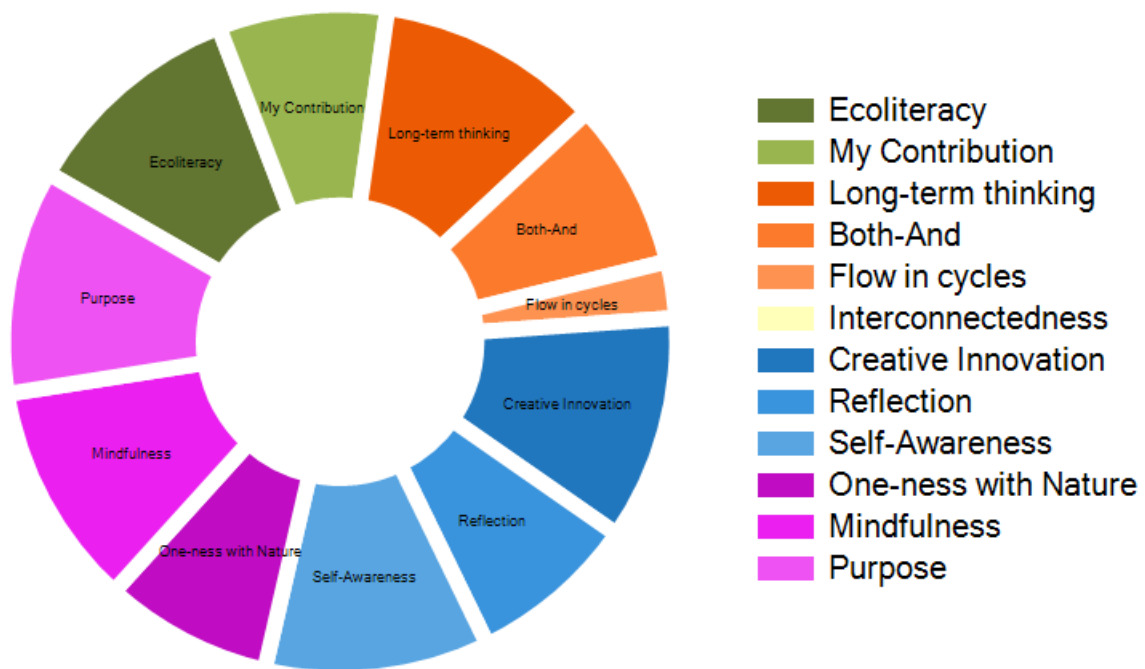 My Contribution
Long-term thinking
Ecoliteracy
Both-And
Purpose
Flow in cycles
Creative Innovation
Mindfulness
Reflection
One-ness with Nature
Self-Awareness
Ecoliteracy
My Contribution
Long-term thinking
Both-And
Flow in cycles
Interconnectedness
Creative Innovation
Reflection
Self-Awareness
One-ness with Nature
Mindfulness
Purpose